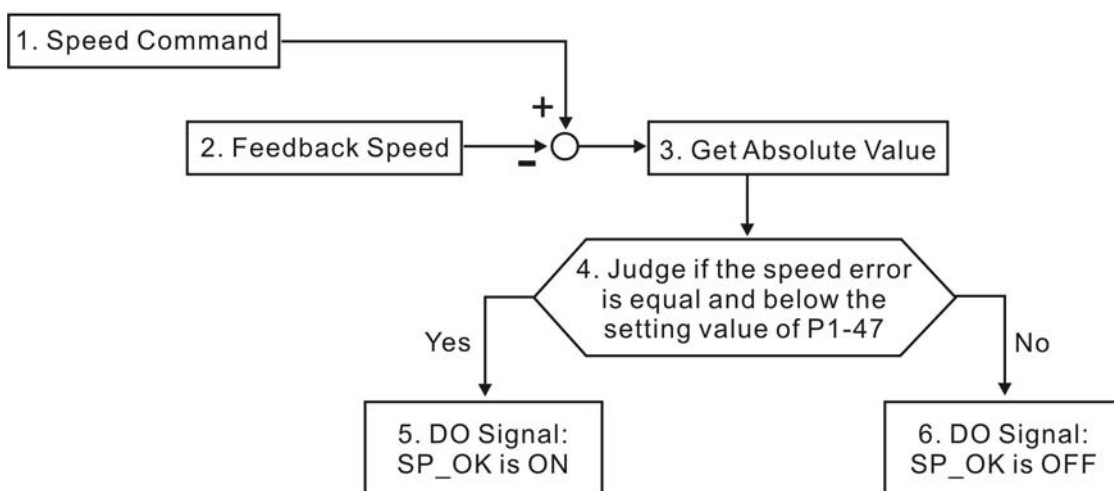 1. Speed Command
+
2. Feedback Speed
-
3. Get Absolute Value
4. Judge if the speed error
is equal and below the
setting value of P1-47
Yes
No
5. DO Signal:
SP_OK is ON
6. DO Signal:
SP_OK is OFF